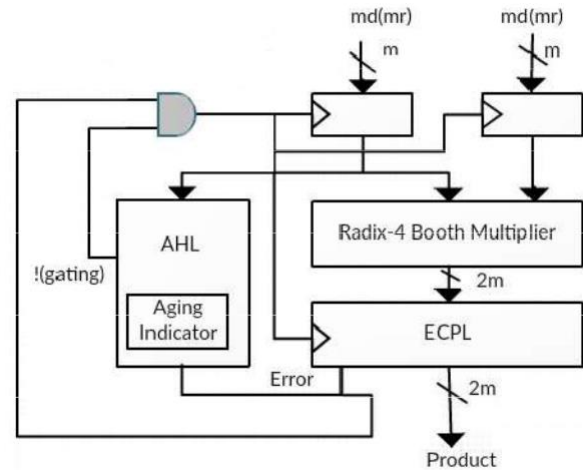 md(mr)
md(mr)
m
m
AHL
Radix-4 Booth Multiplier
!(gating)
2m
Aging
Indicator
ECPL
Error
2m
Product